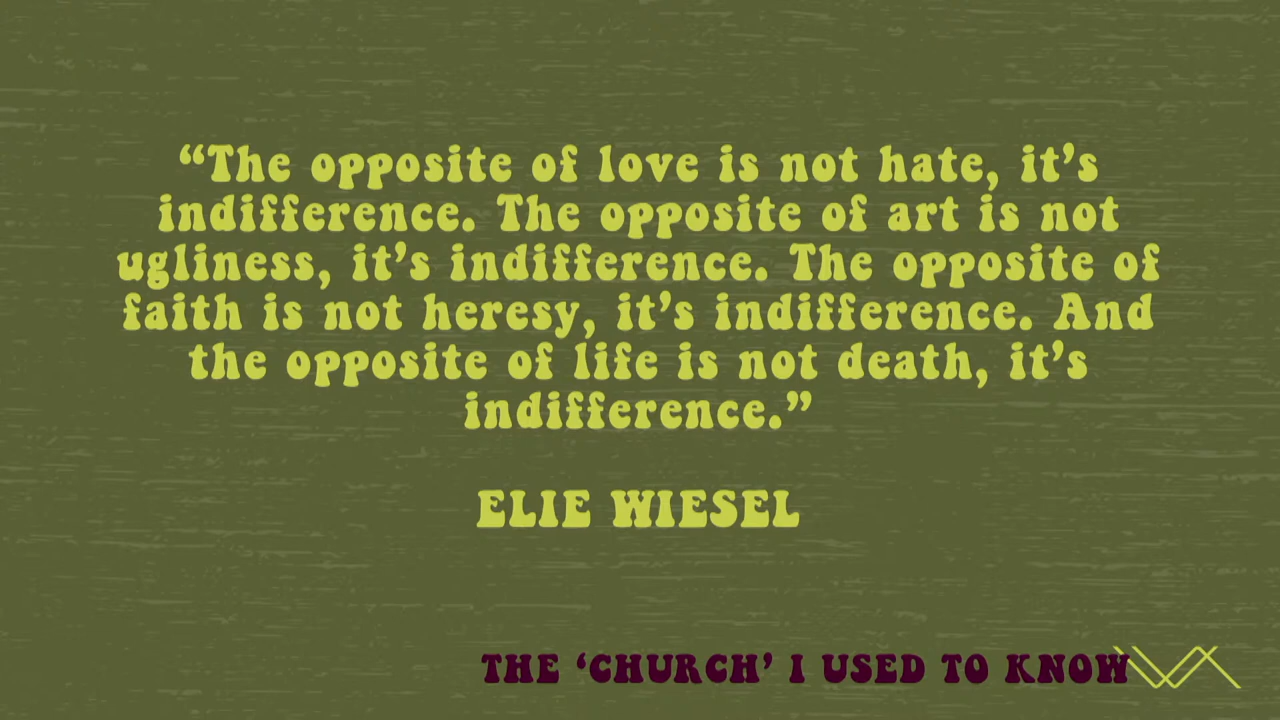 “The opposite of love is not hate, it’s
indifference. The opposite of art is not
ugliness, it’s indifference. The opposite of
faith is not heresy, it’s indifference. And
the opposite of life is not death, it’s
indifference.”
ELIE WIESEL
THE ‘CHURCH’ I USED TO KNOW